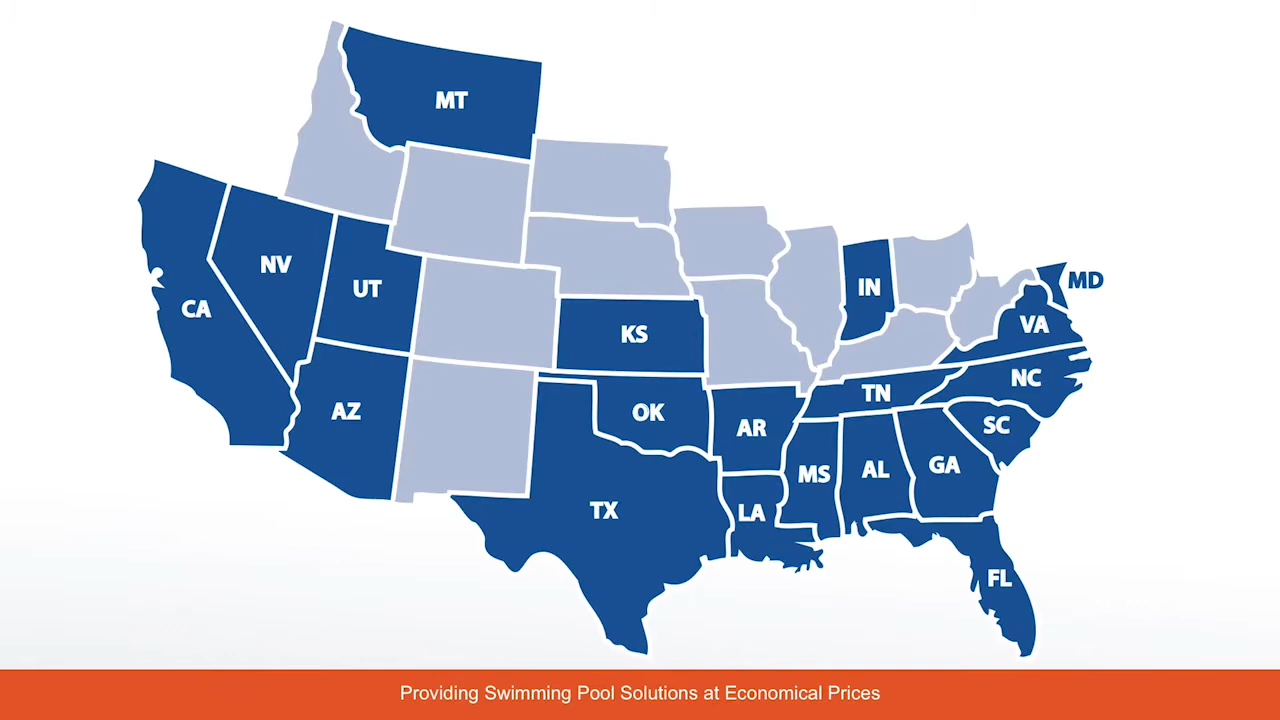 MT
NV
UT
CA
AZ
KS
OK
TX
AR
LA
MS
AL
TN
GA
FL
SC
NC
VA
MD
IN
Providing Swimming Pool Solutions at Economical Prices